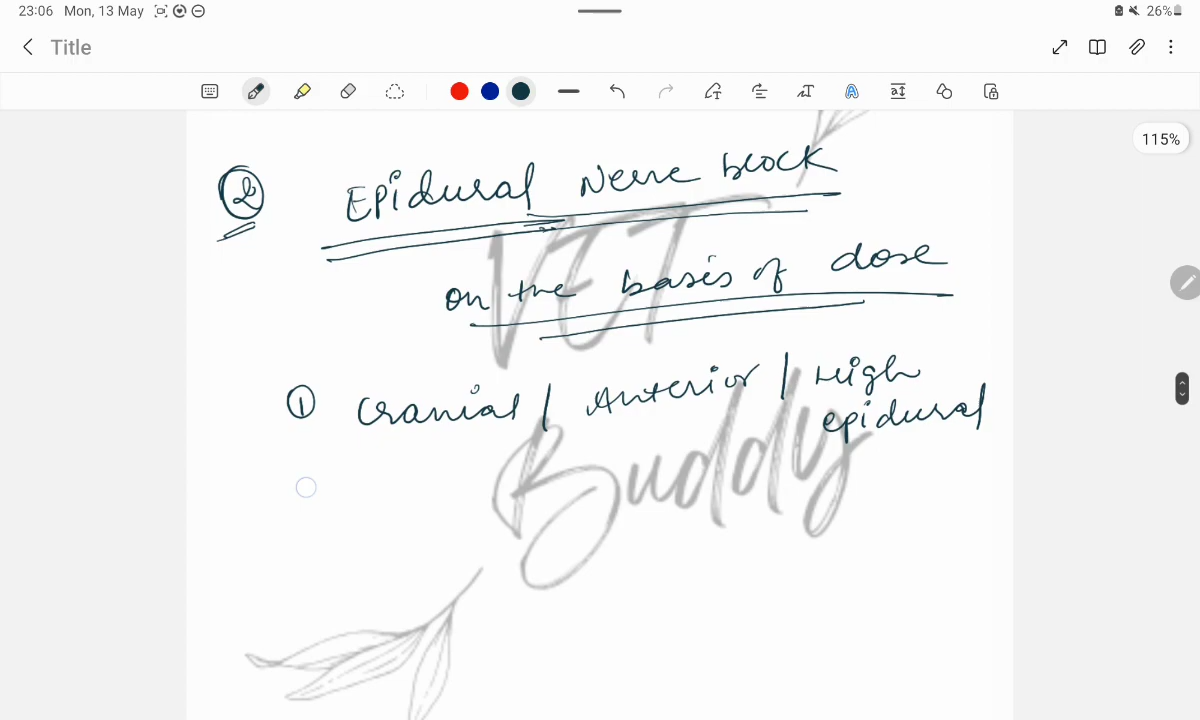 23:06 Mon, 13 May 26%
Title
115%
② Epidural Nerve block
on the basis of dose
① Cranial / Anterior / High
epidural
VET
Buddy